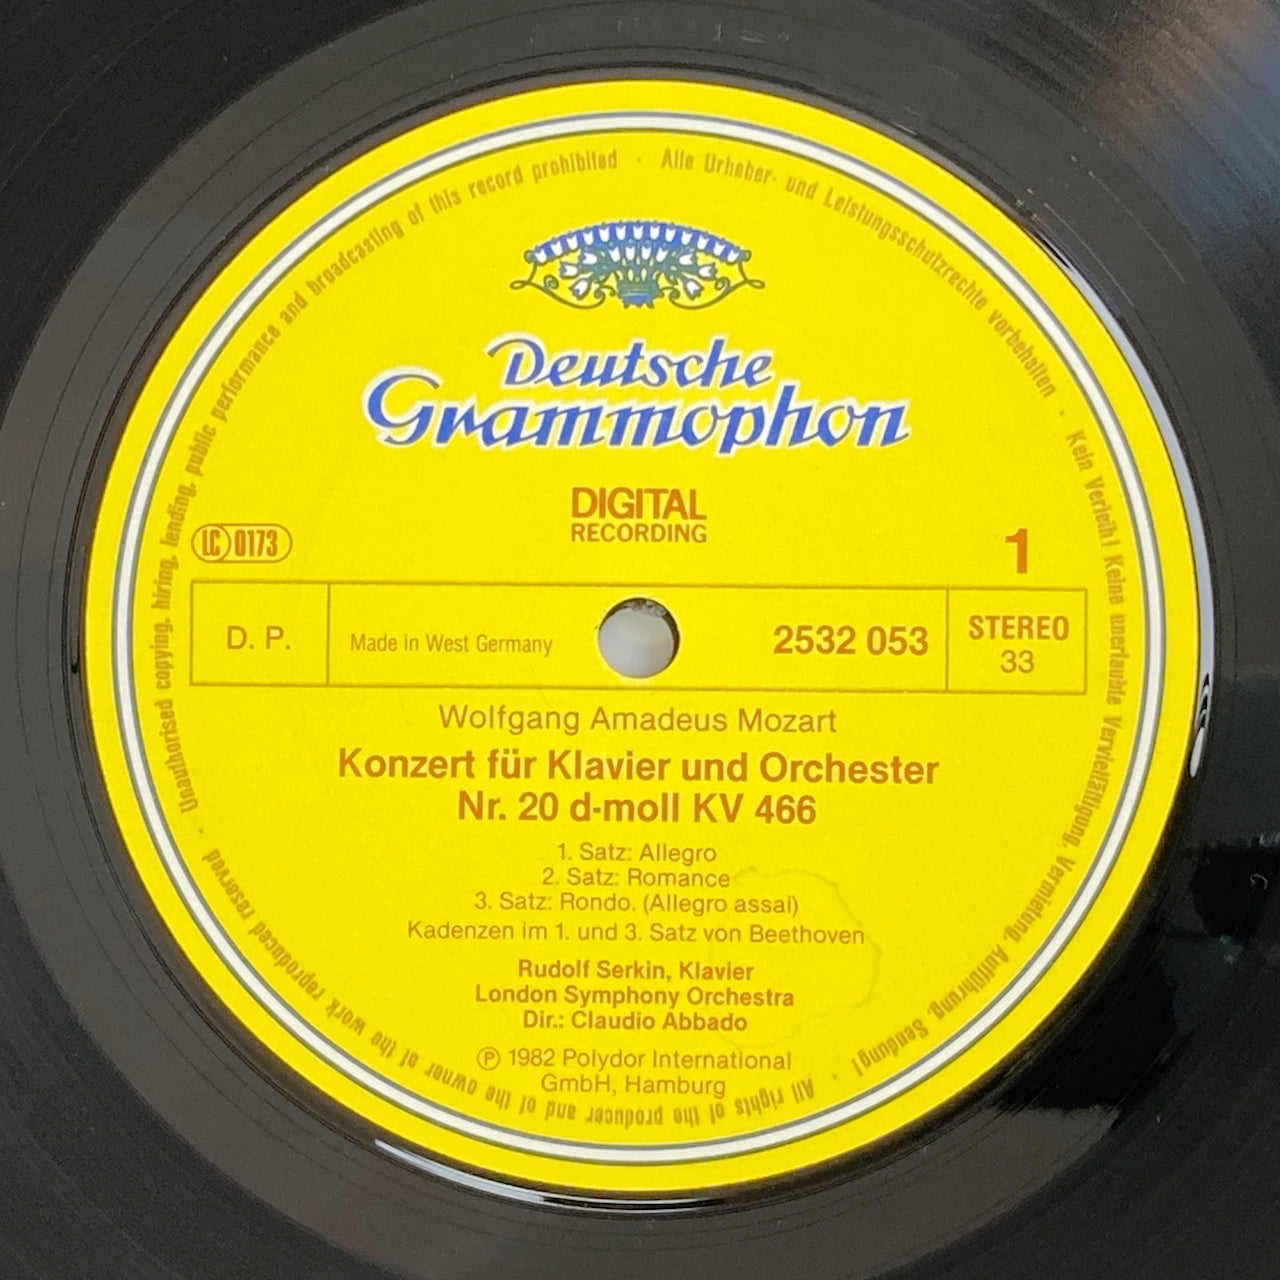 Unauthorised copying, hiring, lending, public performance and broadcasting of this record prohibited · Alle Urheber- und Leistungsschutzrechte vorbehalten · Kein Verleih! Keine unerlaubte Vervielfältigung, Vermietung, Aufführung, Sendung! · All rights of the producer and of the owner of the work reproduced reserved ·
Deutsche
Grammophon
DIGITAL
RECORDING
LC 0173
1
D. P.
Made in West Germany
2532 053
STEREO
33
Wolfgang Amadeus Mozart
Konzert für Klavier und Orchester
Nr. 20 d-moll KV 466
1. Satz: Allegro
2. Satz: Romance
3. Satz: Rondo. (Allegro assai)
Kadenzen im 1. und 3. Satz von Beethoven
Rudolf Serkin, Klavier
London Symphony Orchestra
Dir.: Claudio Abbado
℗ 1982 Polydor International
GmbH, Hamburg